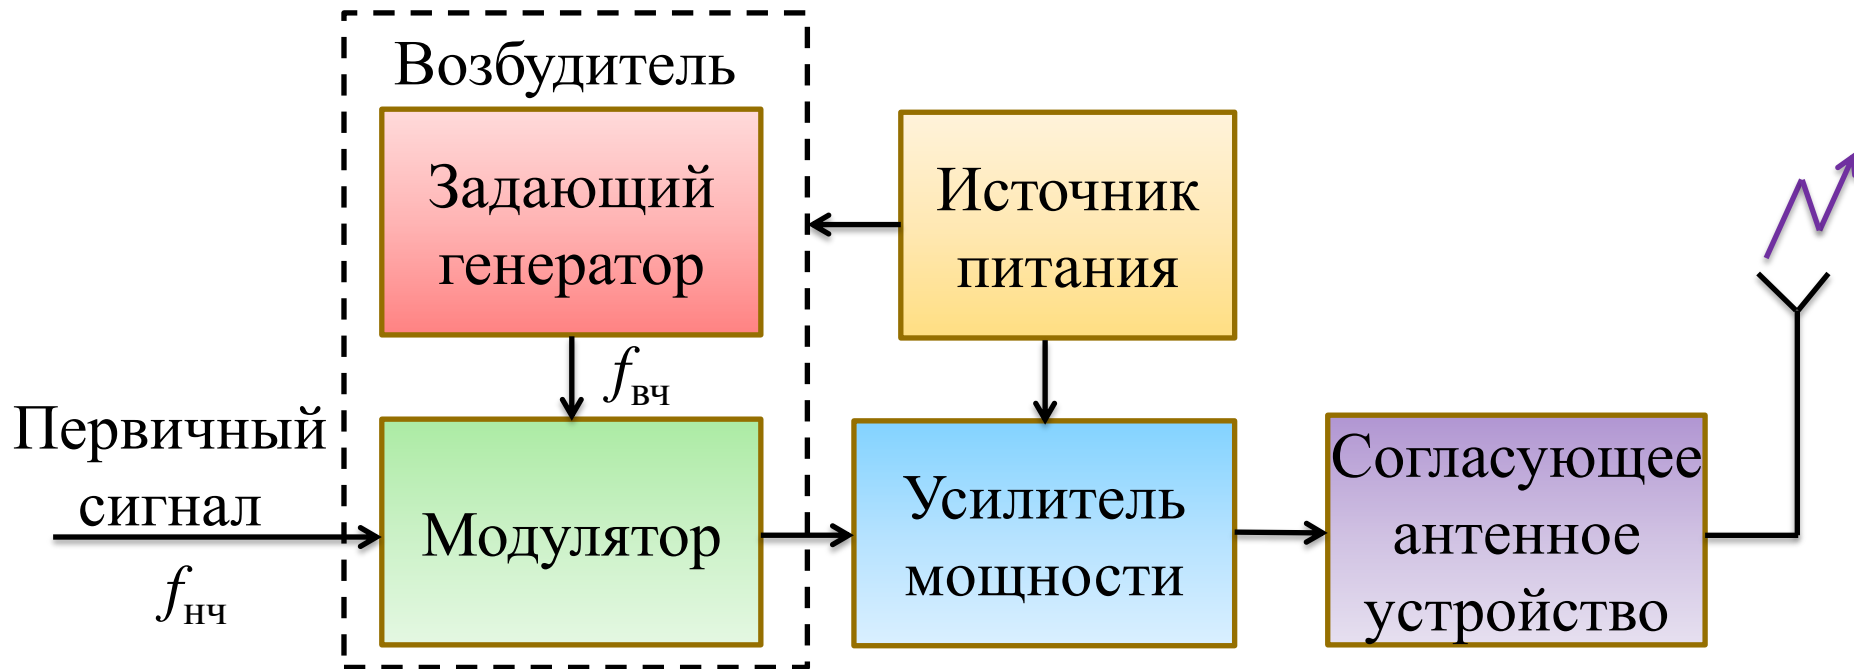 Возбудитель
Задающий
генератор
Источник
питания
fвч
Первичный
сигнал
fнч
Модулятор
Усилитель
мощности
Согласующее
антенное
устройство